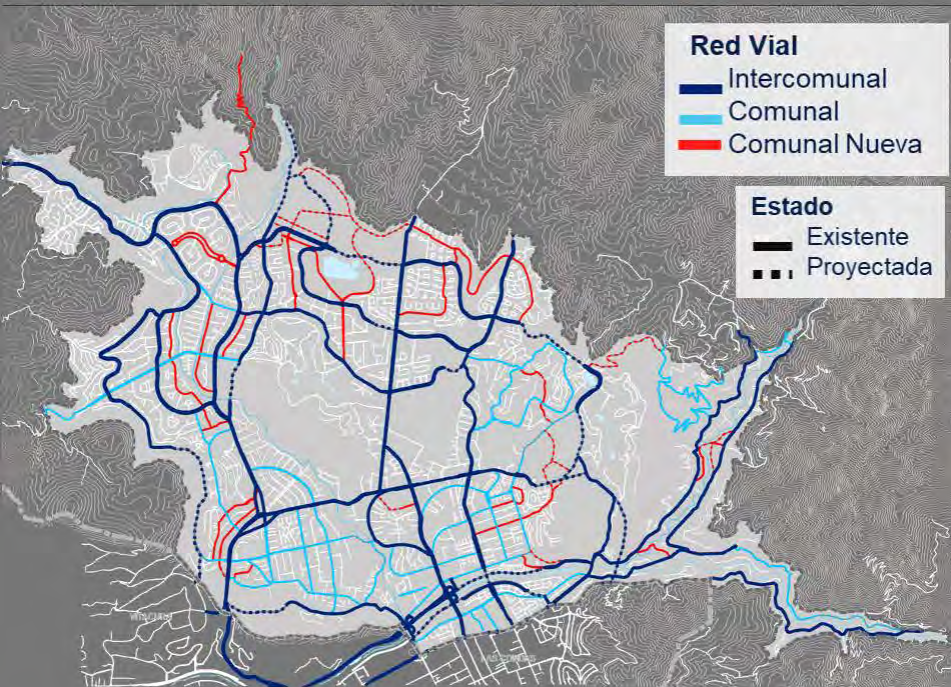 Red Vial
Intercomunal
Comunal
Comunal Nueva
Estado
Existente
Proyectada